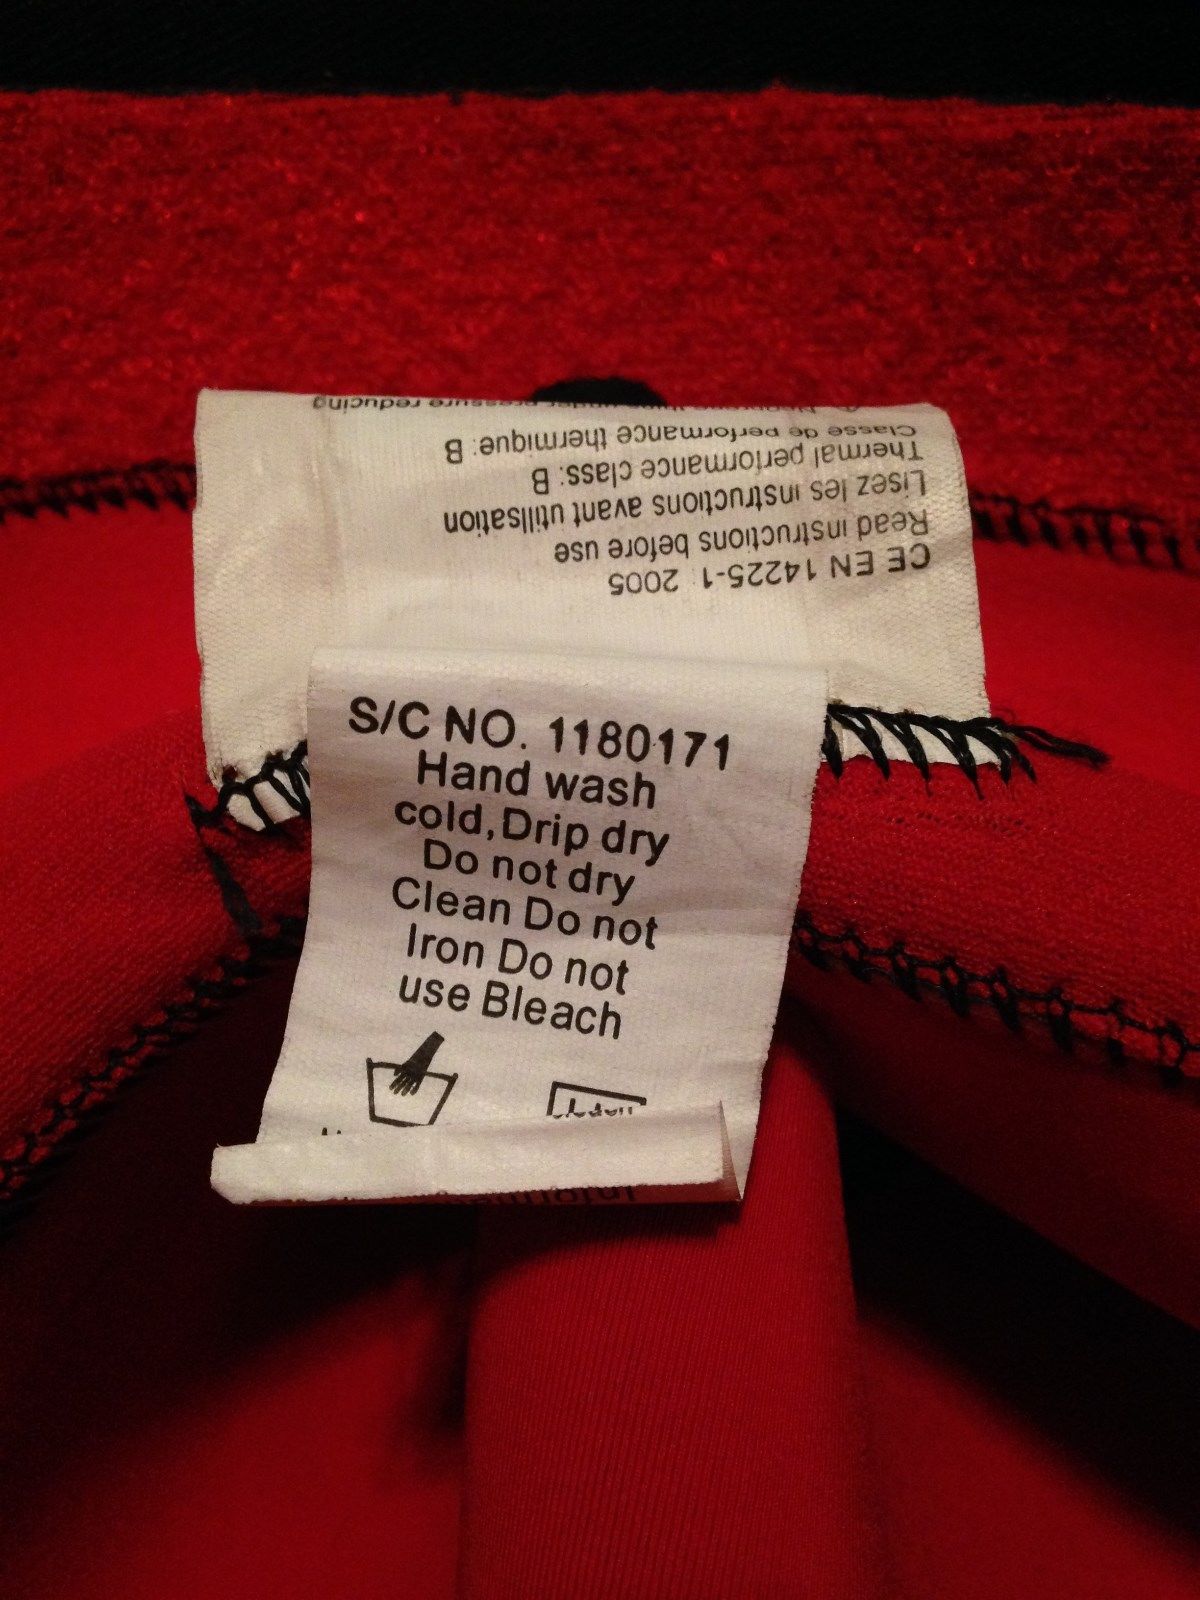 S/C NO. 1180171
Hand wash
cold,Drip dry
Do not dry
Clean Do not
Iron Do not
use Bleach
CE EN 14225-1: 2005
Read instructions before use
Lisez les instructions avant utilisation
Thermal performance class: B
Classe de performance thermique: B
pressure reducing